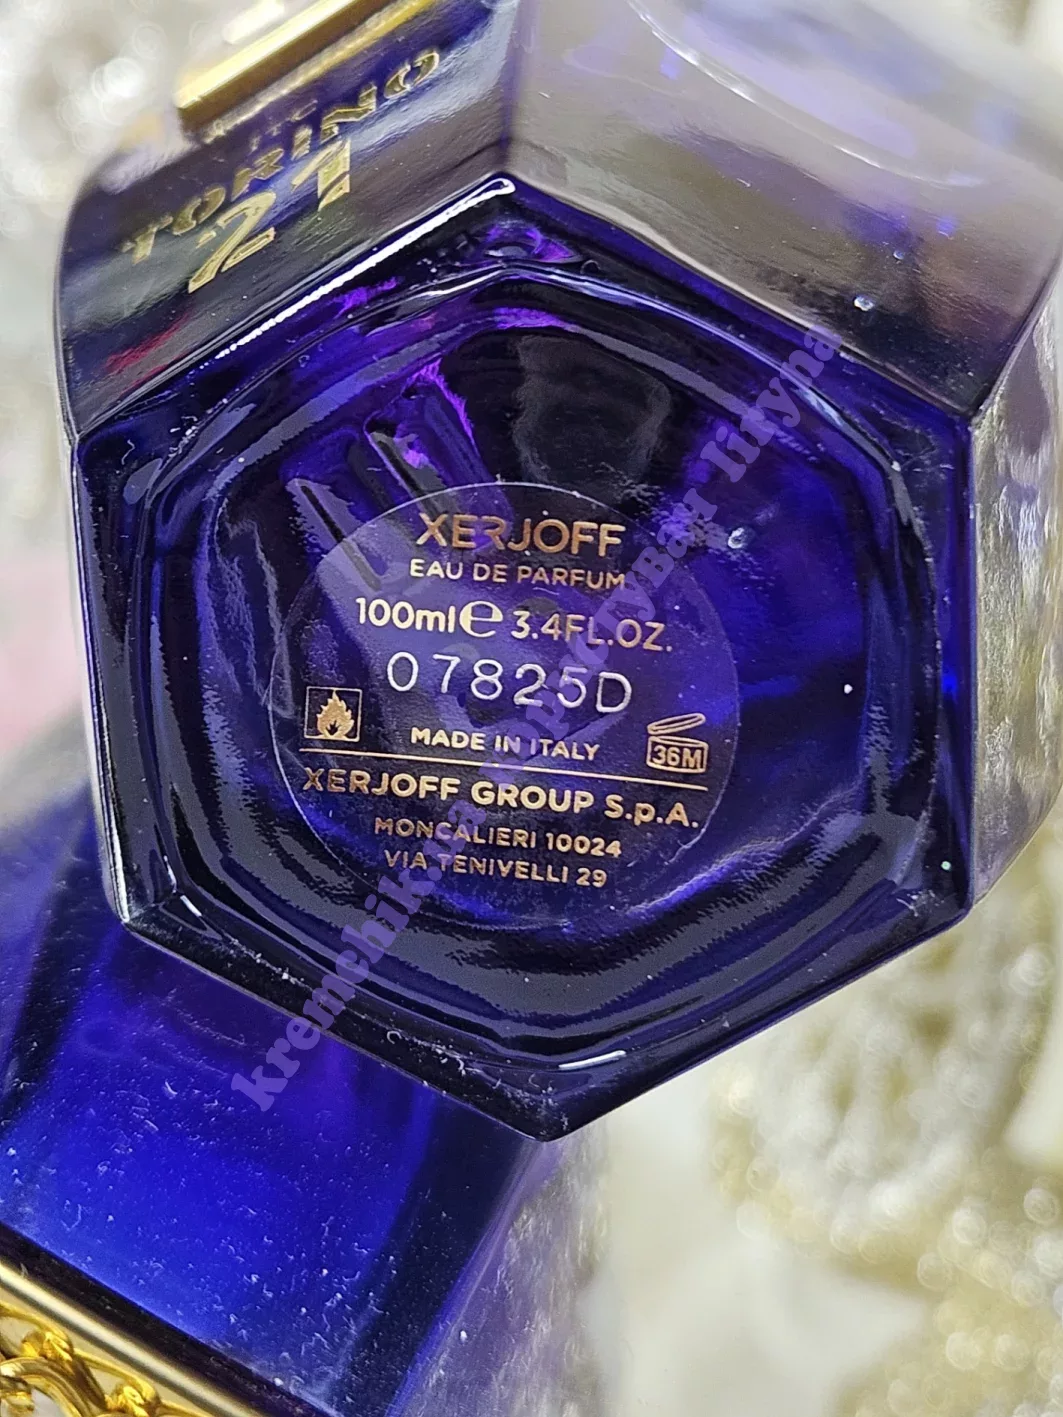 TORINO
21
XERJOFF
EAU DE PARFUM
100ml e 3.4FL.OZ.
07825D
36M
MADE IN ITALY
XERJOFF GROUP S.p.A.
MONCALIERI 10024
VIA TENIVELLI 29